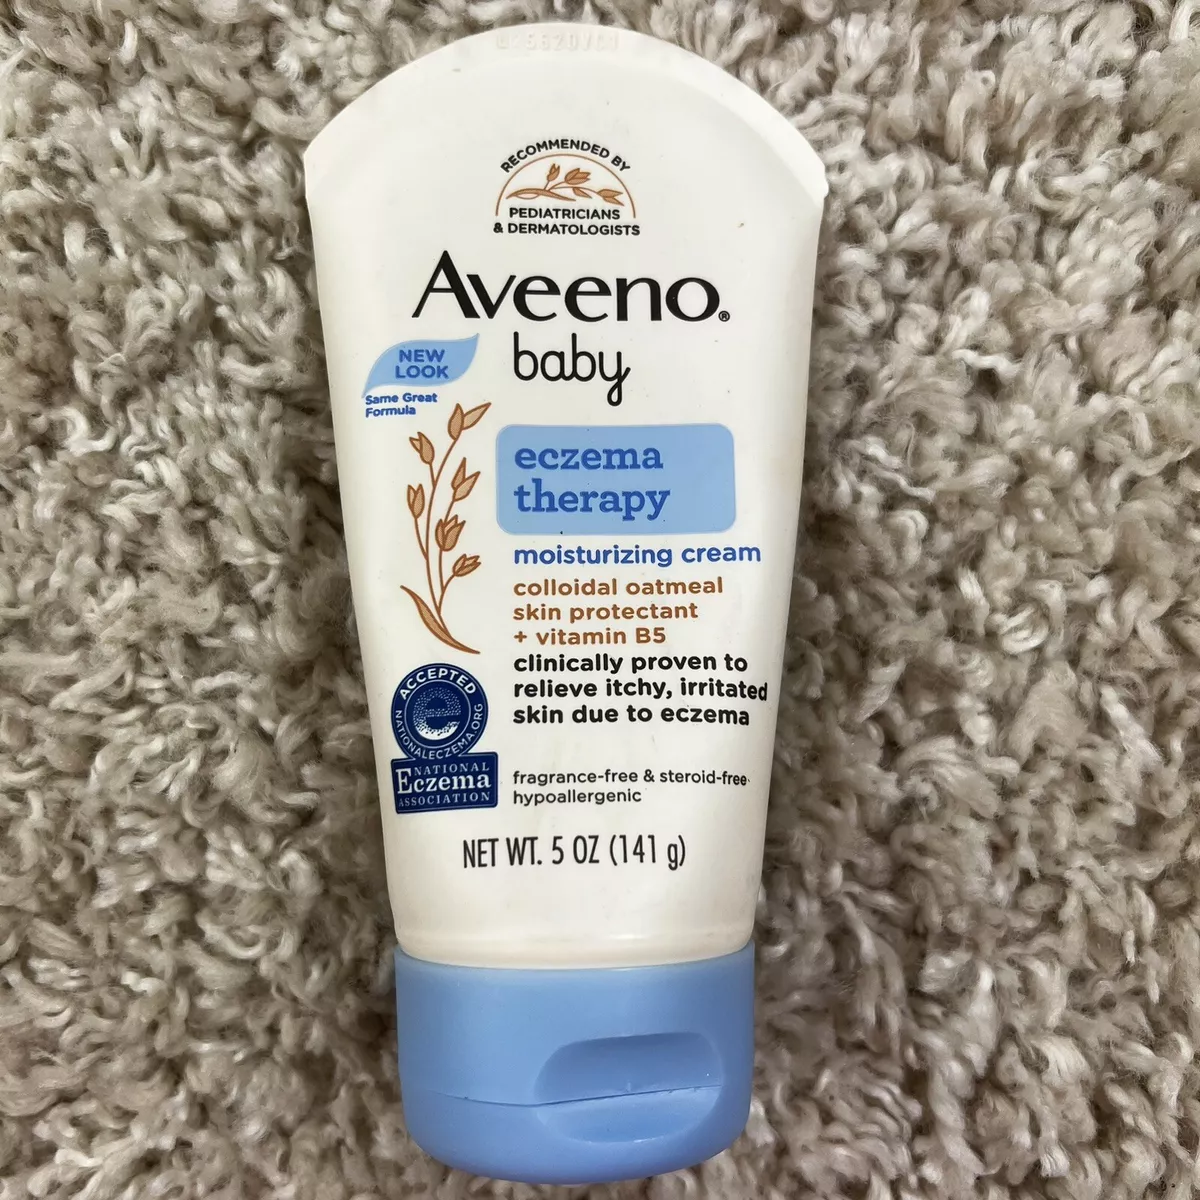 RECOMMENDED BY
PEDIATRICIANS
& DERMATOLOGISTS
Aveeno®
baby
NEW
LOOK
Same Great
Formula
eczema
therapy
moisturizing cream
colloidal oatmeal
skin protectant
+ vitamin B5
clinically proven to
relieve itchy, irritated
skin due to eczema
ACCEPTED
e
NATIONALECZEMA.ORG
NATIONAL
Eczema
ASSOCIATION
fragrance-free & steroid-free
hypoallergenic
NET WT. 5 OZ (141 g)